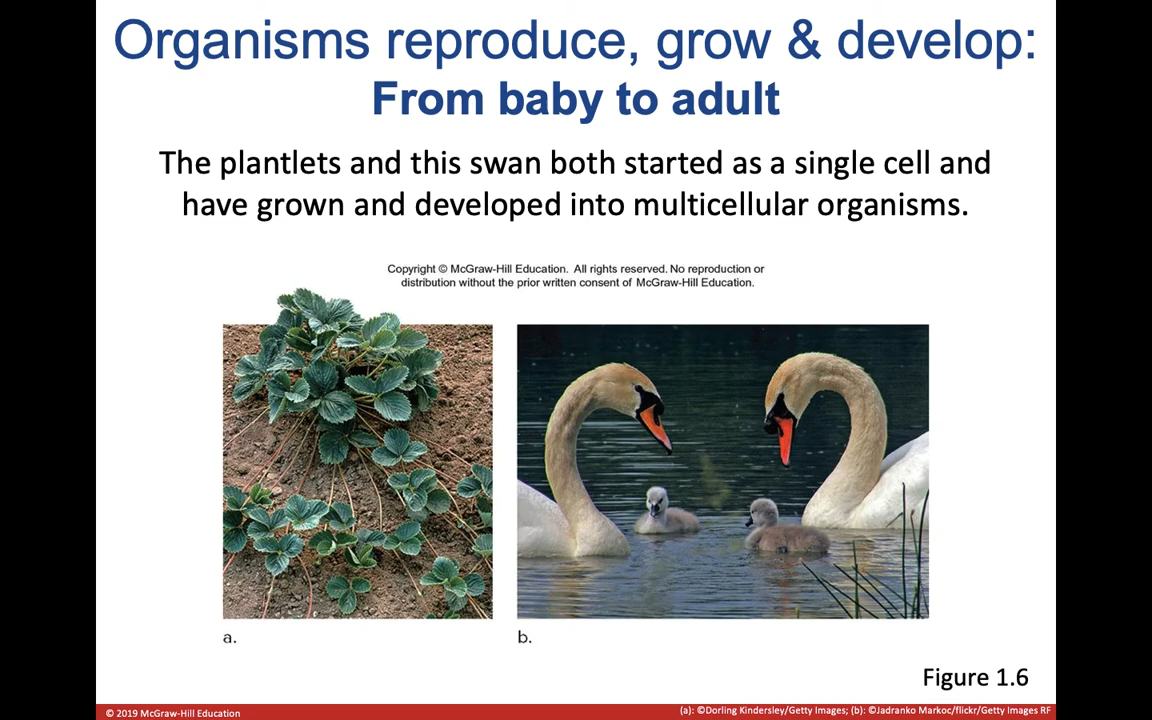 Organisms reproduce, grow & develop:
From baby to adult
The plantlets and this swan both started as a single cell and
have grown and developed into multicellular organisms.
Copyright © McGraw-Hill Education. All rights reserved. No reproduction or
distribution without the prior written consent of McGraw-Hill Education.
a.
b.
Figure 1.6
© 2019 McGraw-Hill Education
(a): ©Dorling Kindersley/Getty Images; (b): ©Jadranko Markoc/flickr/Getty Images RF